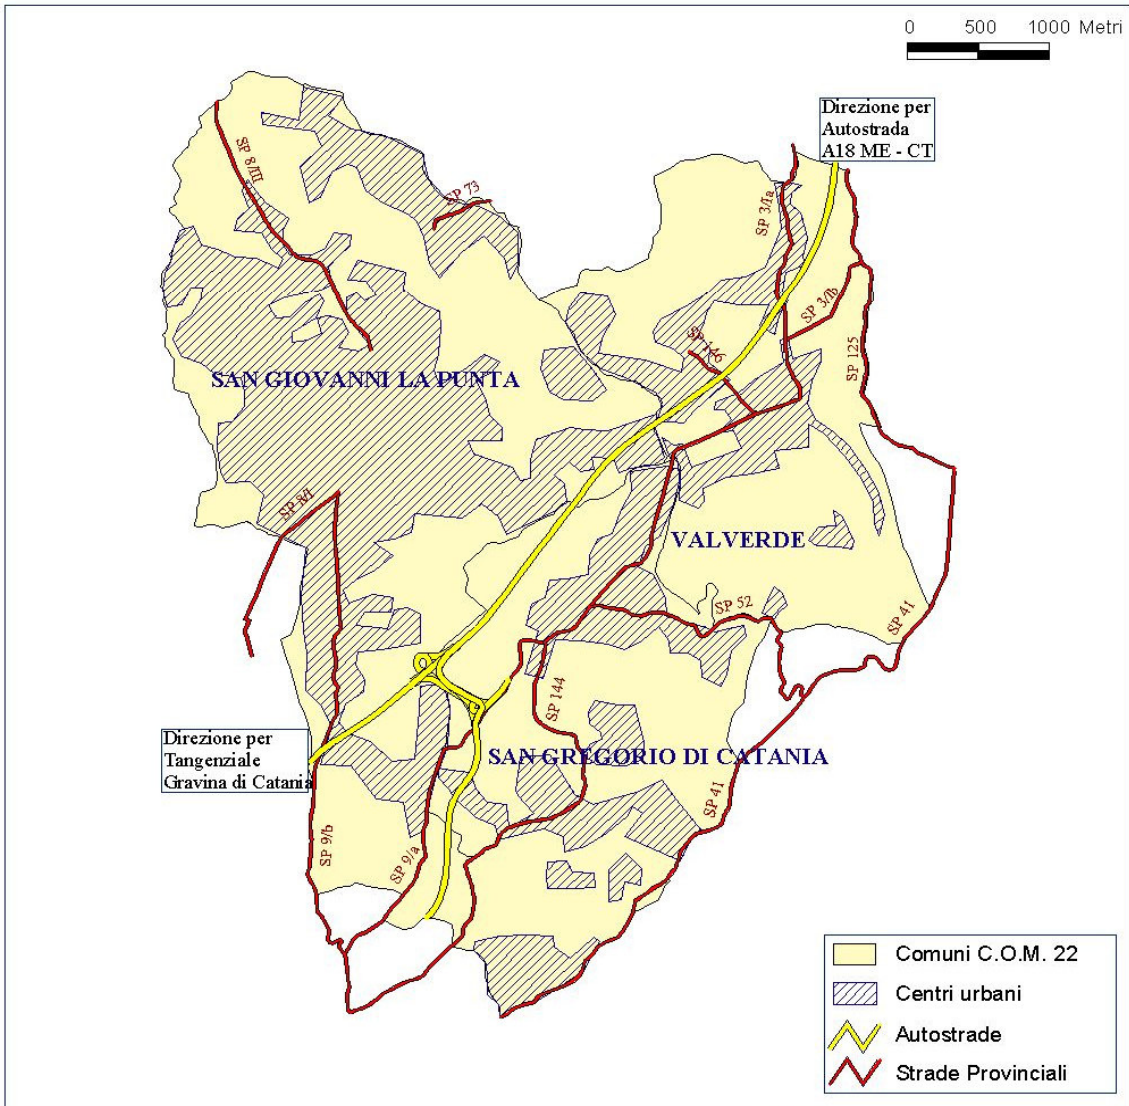 0 500 1000 Metri
Direzione per
Autostrada
A18 ME - CT
SP 8/III
SP 73
SP 3/Ia
SP 3/Ib
SP 146
SP 125
SAN GIOVANNI LA PUNTA
SP 8/I
VALVERDE
SP 52
SP 41
SP 144
Direzione per
Tangenziale
Gravina di Catania
SAN GREGORIO DI CATANIA
SP 41
SP 9/b
SP 9/a
Comuni C.O.M. 22
Centri urbani
Autostrade
Strade Provinciali